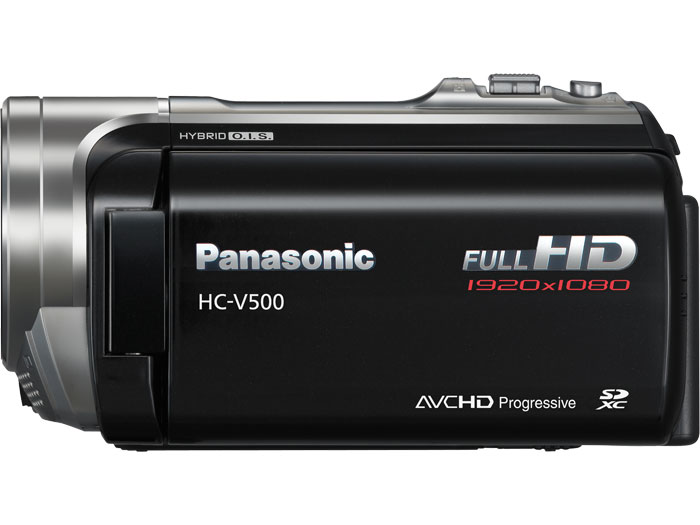 HYBRID O.I.S.
Panasonic
FULL HD
1920x1080
HC-V500
AVCHD Progressive
SD XC